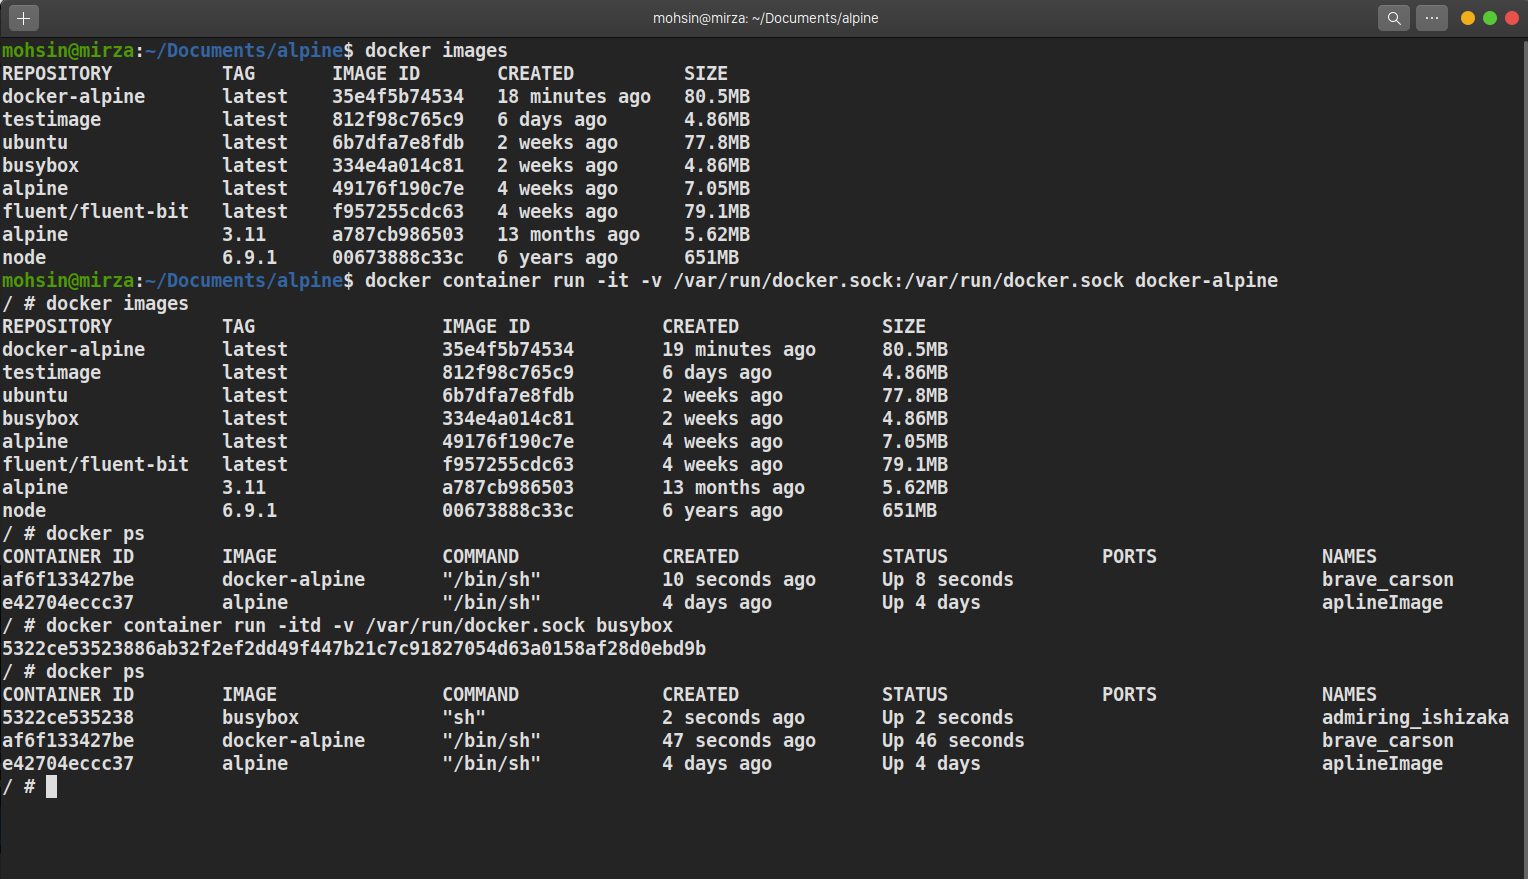 mohsin@mirza: ~/Documents/alpine
mohsin@mirza:~/Documents/alpine$ docker images
REPOSITORY          TAG       IMAGE ID       CREATED          SIZE
docker-alpine       latest    35e4f5b74534   18 minutes ago   80.5MB
testimage           latest    812f98c765c9   6 days ago       4.86MB
ubuntu              latest    6b7dfa7e8fdb   2 weeks ago      77.8MB
busybox             latest    334e4a014c81   2 weeks ago      4.86MB
alpine              latest    49176f190c7e   4 weeks ago      7.05MB
fluent/fluent-bit   latest    f957255cdc63   4 weeks ago      79.1MB
alpine              3.11      a787cb986503   13 months ago    5.62MB
node                6.9.1     00673888c33c   6 years ago      651MB
mohsin@mirza:~/Documents/alpine$ docker container run -it -v /var/run/docker.sock:/var/run/docker.sock docker-alpine
/ # docker images
REPOSITORY          TAG                 IMAGE ID            CREATED             SIZE
docker-alpine       latest              35e4f5b74534        19 minutes ago      80.5MB
testimage           latest              812f98c765c9        6 days ago          4.86MB
ubuntu              latest              6b7dfa7e8fdb        2 weeks ago         77.8MB
busybox             latest              334e4a014c81        2 weeks ago         4.86MB
alpine              latest              49176f190c7e        4 weeks ago         7.05MB
fluent/fluent-bit   latest              f957255cdc63        4 weeks ago         79.1MB
alpine              3.11                a787cb986503        13 months ago       5.62MB
node                6.9.1               00673888c33c        6 years ago         651MB
/ # docker ps
CONTAINER ID        IMAGE               COMMAND             CREATED             STATUS              PORTS               NAMES
af6f133427be        docker-alpine       "/bin/sh"           10 seconds ago      Up 8 seconds                            brave_carson
e42704eccc37        alpine              "/bin/sh"           4 days ago          Up 4 days                               aplineImage
/ # docker container run -itd -v /var/run/docker.sock busybox
5322ce53523886ab32f2ef2dd49f447b21c7c91827054d63a0158af28d0ebd9b
/ # docker ps
CONTAINER ID        IMAGE               COMMAND             CREATED             STATUS              PORTS               NAMES
5322ce535238        busybox             "sh"                2 seconds ago       Up 2 seconds                            admiring_ishizaka
af6f133427be        docker-alpine       "/bin/sh"           47 seconds ago      Up 46 seconds                           brave_carson
e42704eccc37        alpine              "/bin/sh"           4 days ago          Up 4 days                               aplineImage
/ #